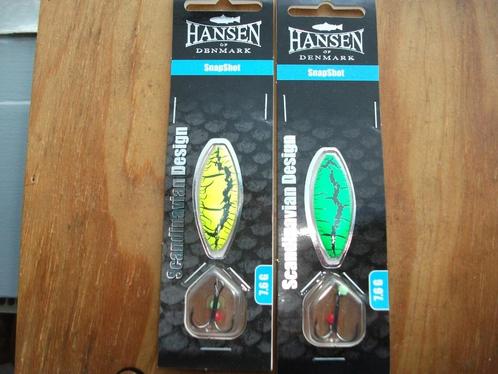 HANSEN
OF
DENMARK
SnapShot
Scandinavian Design
7.6 G
HANSEN
OF
DENMARK
SnapShot
Scandinavian Design
7.6 G